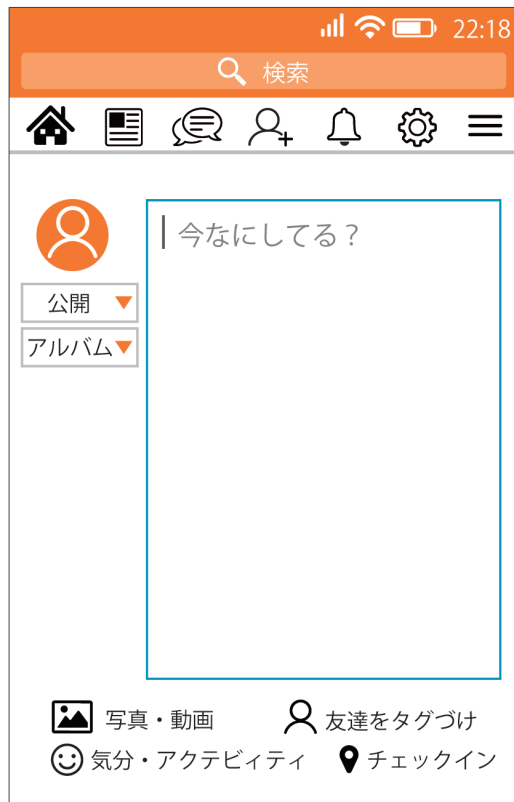 22:18
検索
今なにしてる？
公開
アルバム
写真・動画
友達をタグづけ
気分・アクテビィティ
チェックイン